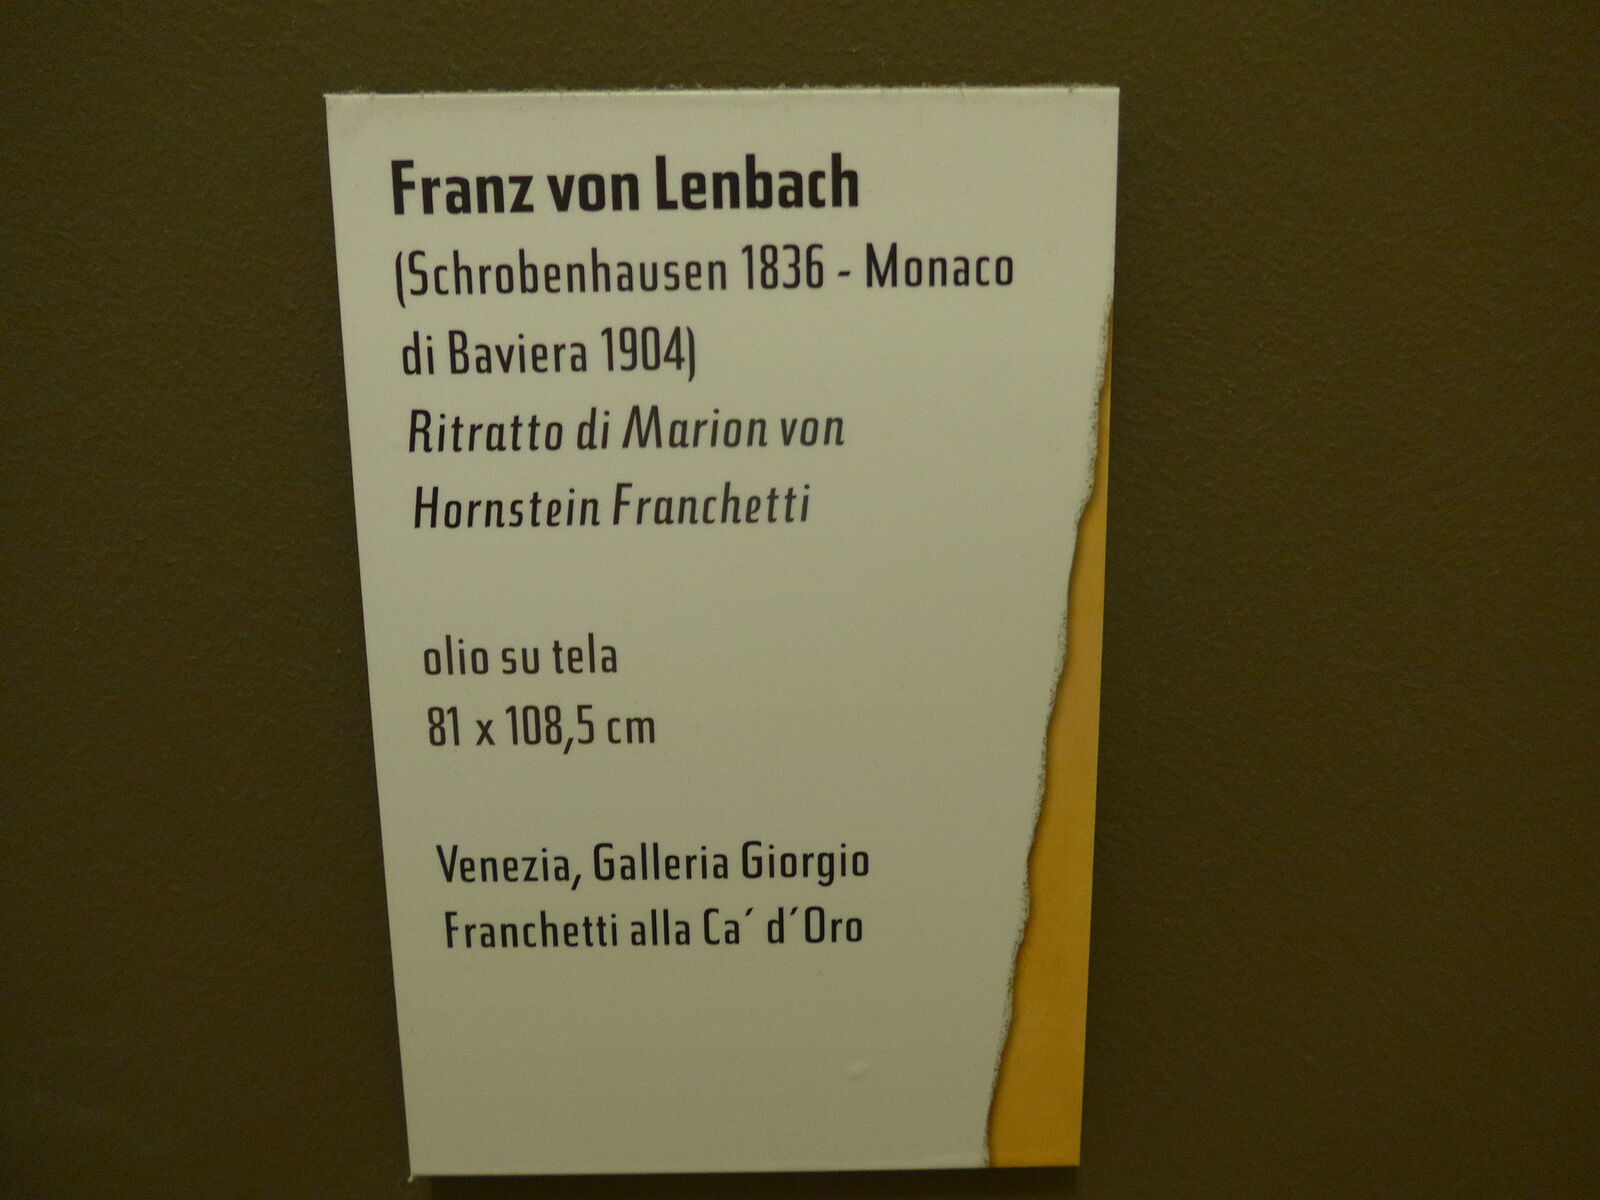 Franz von Lenbach
(Schrobenhausen 1836 - Monaco
di Baviera 1904)
Ritratto di Marion von
Hornstein Franchetti
olio su tela
81 x 108,5 cm
Venezia, Galleria Giorgio
Franchetti alla Ca´ d´Oro